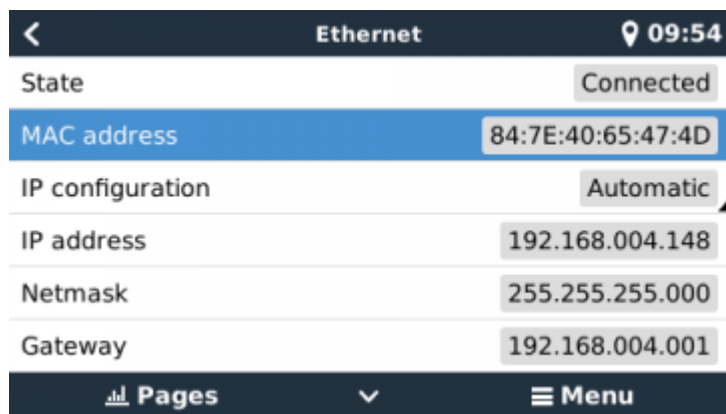 Ethernet 09:54
State Connected
MAC address 84:7E:40:65:47:4D
IP configuration Automatic
IP address 192.168.004.148
Netmask 255.255.255.000
Gateway 192.168.004.001
Pages Menu